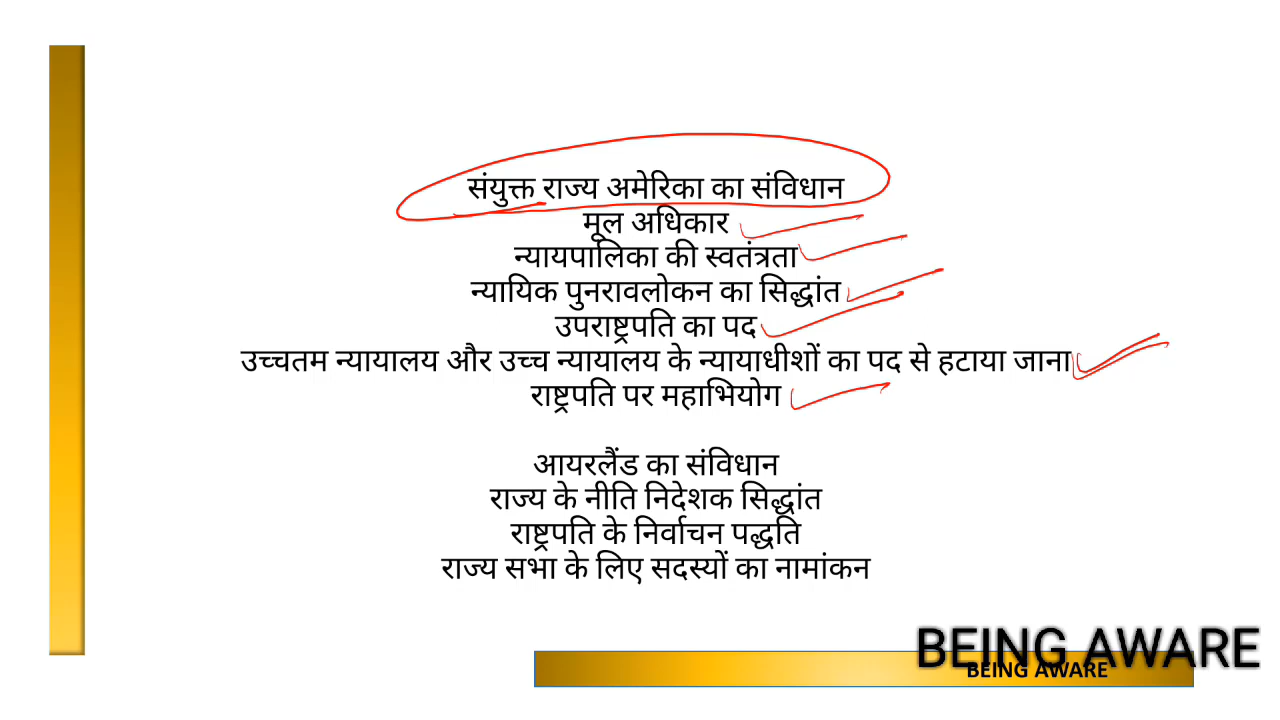 संयुक्त राज्य अमेरिका का संविधान
मूल अधिकार
न्यायपालिका की स्वतंत्रता
न्यायिक पुनरावलोकन का सिद्धांत
उपराष्ट्रपति का पद
उच्चतम न्यायालय और उच्च न्यायालय के न्यायाधीशों का पद से हटाया जाना
राष्ट्रपति पर महाभियोग
आयरलैंड का संविधान
राज्य के नीति निदेशक सिद्धांत
राष्ट्रपति के निर्वाचन पद्धति
राज्य सभा के लिए सदस्यों का नामांकन
BEING AWARE
BEING AWARE